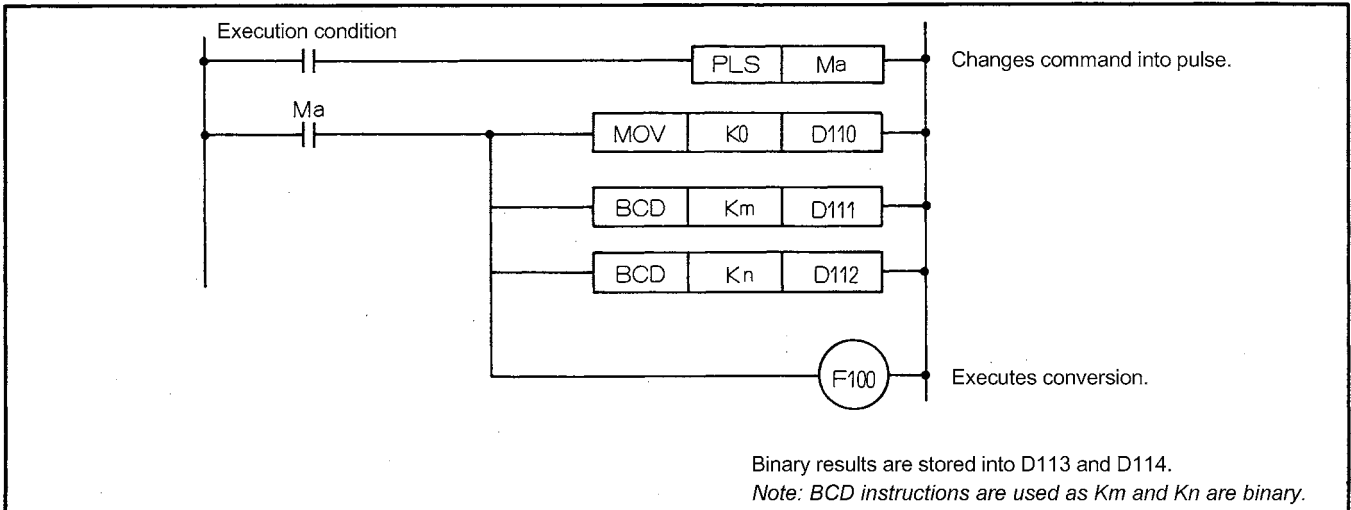 Execution condition
PLS Ma Changes command into pulse.
Ma
MOV K0 D110
BCD Km D111
BCD Kn D112
F100 Executes conversion.
Binary results are stored into D113 and D114.
Note: BCD instructions are used as Km and Kn are binary.